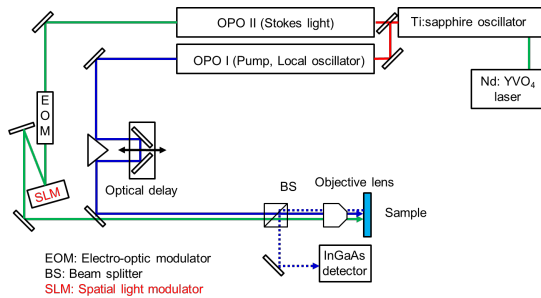 OPO II (Stokes light)
Ti:sapphire oscillator
OPO I (Pump, Local oscillator)
Nd: YVO4
laser
E
O
M
SLM
Optical delay
BS
Objective lens
Sample
EOM: Electro-optic modulator
BS: Beam splitter
SLM: Spatial light modulator
InGaAs
detector